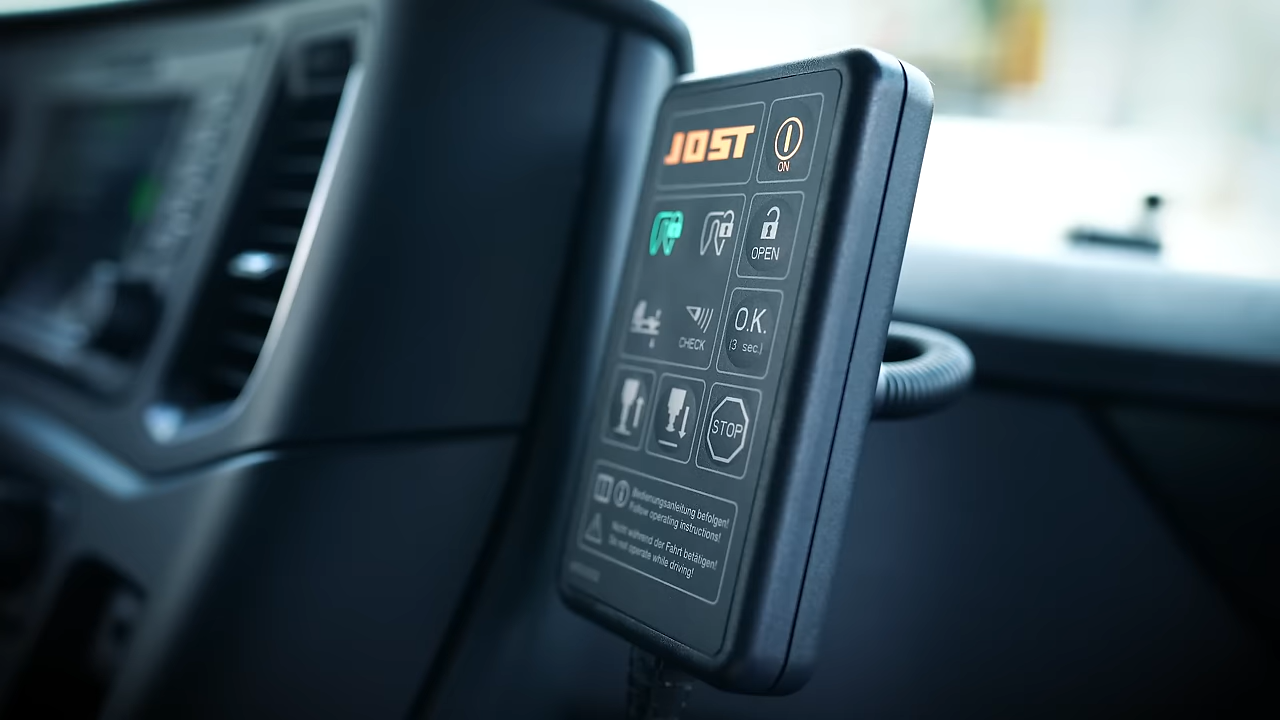 JOST
ON
OPEN
O.K.
(3 sec.)
CHECK
STOP
Bedienungsanleitung befolgen!
Follow operating instructions!
Nicht während der Fahrt betätigen!
Do not operate while driving!